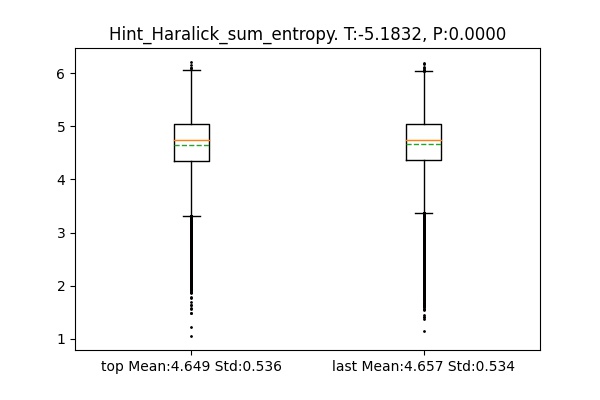 Hint_Haralick_sum_entropy. T:-5.1832, P:0.0000
6
5
4
3
2
1
top Mean:4.649 Std:0.536
last Mean:4.657 Std:0.534